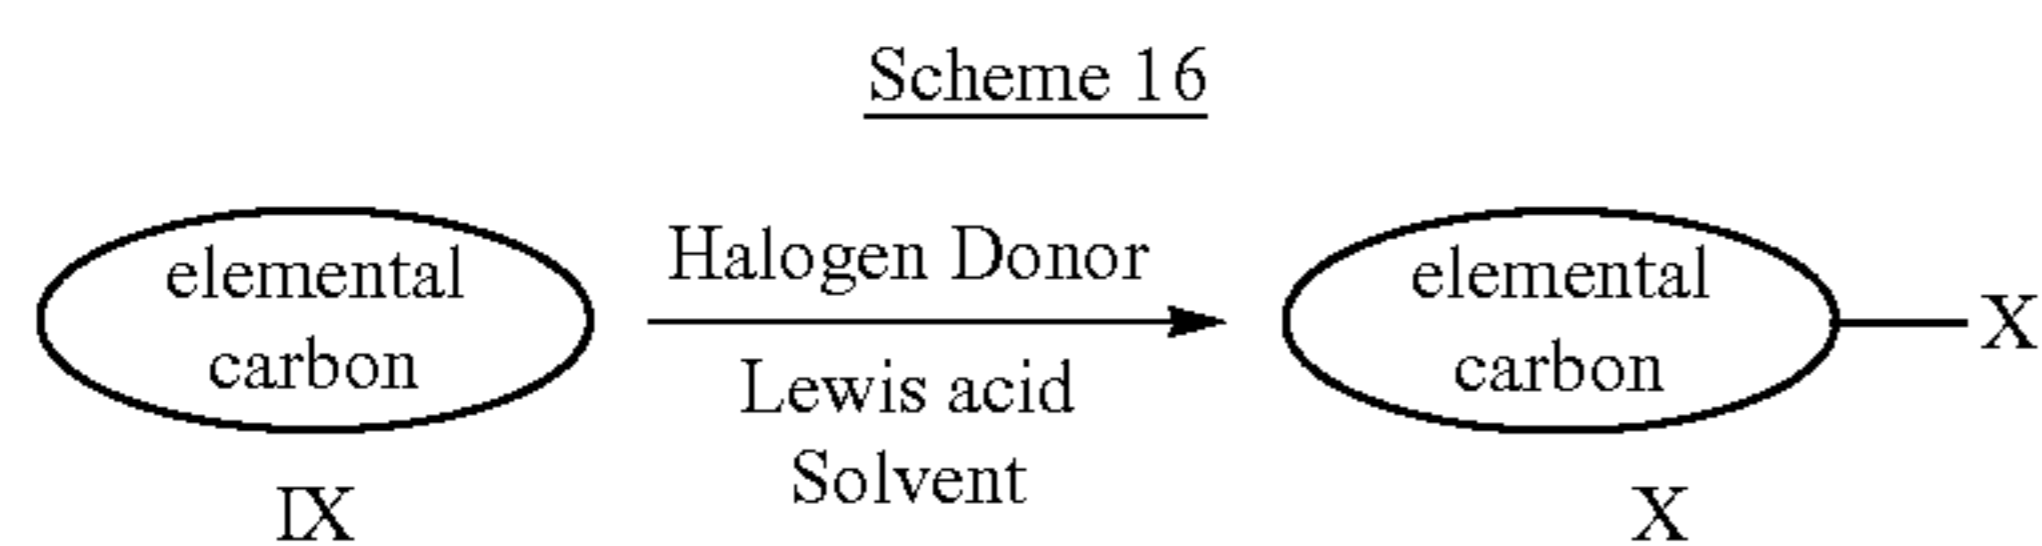 Scheme 16
elemental
carbon
IX
Halogen Donor
Lewis acid
Solvent
elemental
carbon
X
X